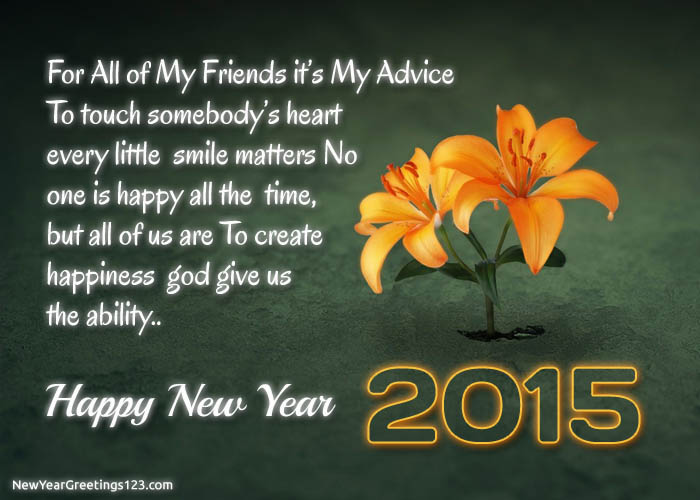 For All of My Friends it's My Advice
To touch somebody's heart
every little smile matters No
one is happy all the time,
but all of us are To create
happiness god give us
the ability..
Happy New Year 2015
NewYearGreetings123.com